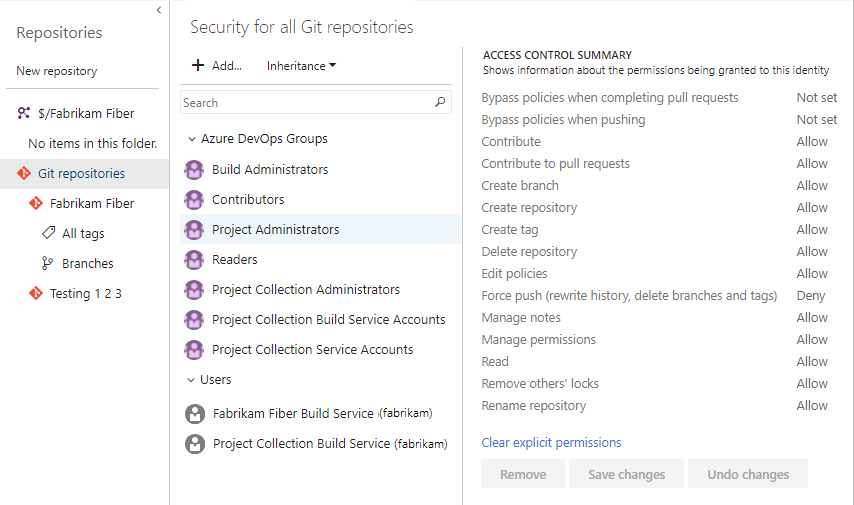 Repositories
New repository
$/Fabrikam Fiber
No items in this folder.
Git repositories
Fabrikam Fiber
All tags
Branches
Testing 1 2 3
Security for all Git repositories
Add... Inheritance
Search
Azure DevOps Groups
Build Administrators
Contributors
Project Administrators
Readers
Project Collection Administrators
Project Collection Build Service Accounts
Project Collection Service Accounts
Users
Fabrikam Fiber Build Service (fabrikam)
Project Collection Build Service (fabrikam)
ACCESS CONTROL SUMMARY
Shows information about the permissions being granted to this identity
Bypass policies when completing pull requests Not set
Bypass policies when pushing Not set
Contribute Allow
Contribute to pull requests Allow
Create branch Allow
Create repository Allow
Create tag Allow
Delete repository Allow
Edit policies Allow
Force push (rewrite history, delete branches and tags) Deny
Manage notes Allow
Manage permissions Allow
Read Allow
Remove others' locks Allow
Rename repository Allow
Clear explicit permissions
Remove Save changes Undo changes